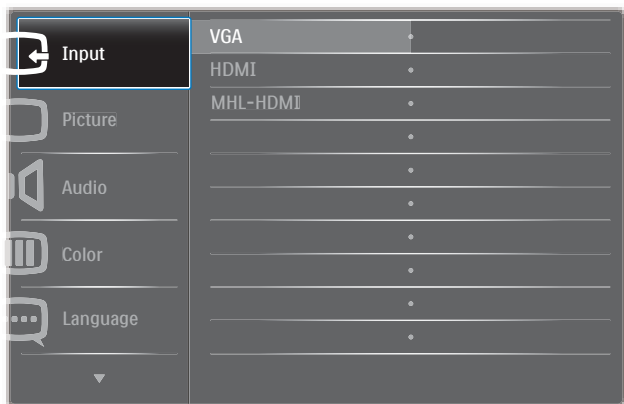 Input
Picture
Audio
Color
Language
VGA
HDMI
MHL-HDMI